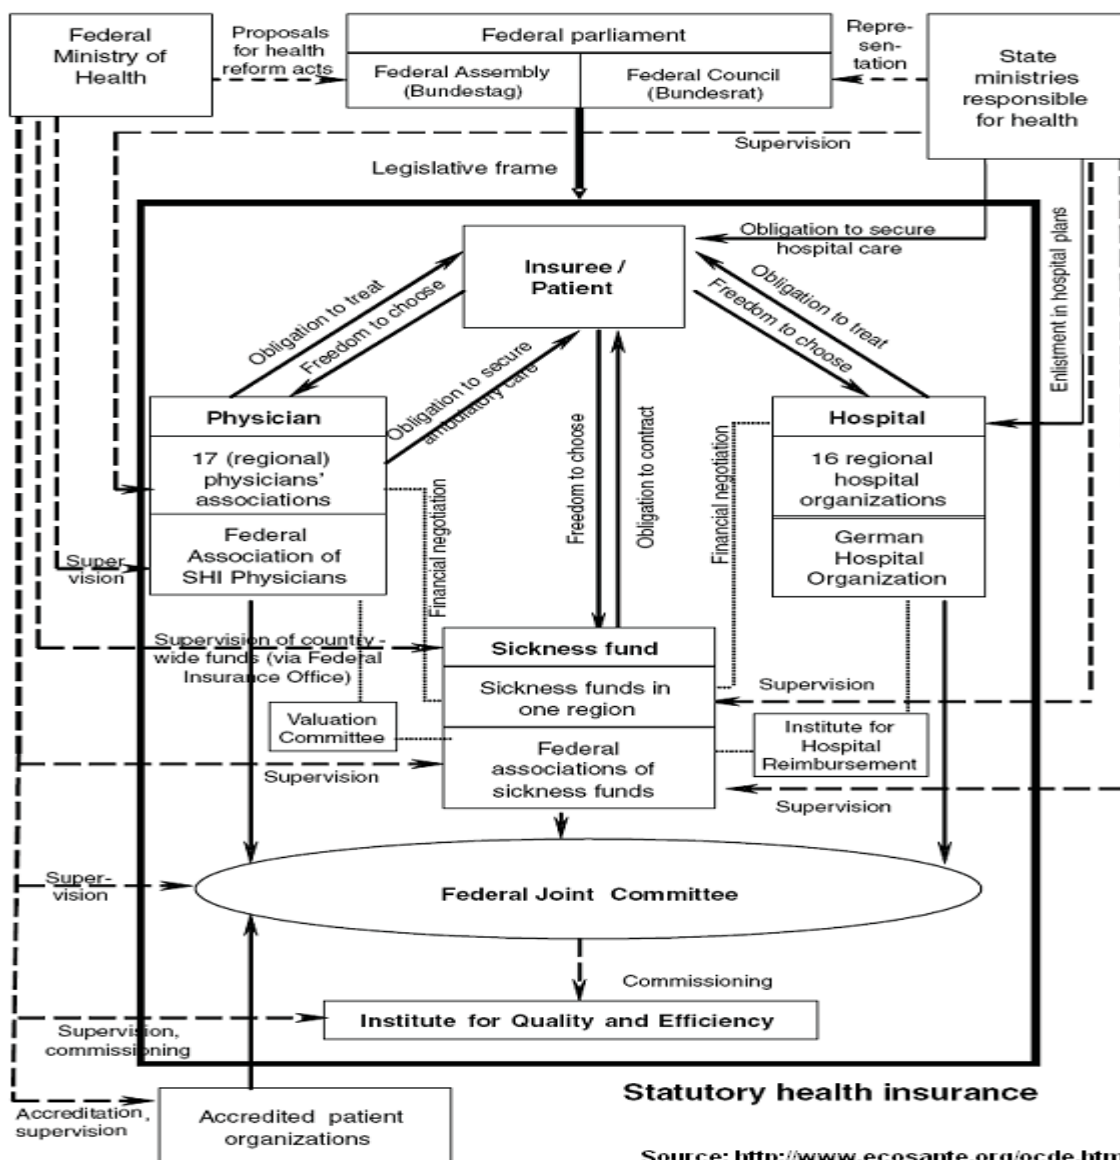 Federal
Ministry of
Health
Proposals
for health
reform acts
Federal parliament
Federal Assembly
(Bundestag)
Federal Council
(Bundesrat)
Repre-
sen-
tation
State
ministries
responsible
for health
Supervision
Legislative frame
Insuree /
Patient
Obligation to secure
hospital care
Enlistment in hospital plans
Obligation to treat
Freedom to choose
Obligation to secure
ambulatory care
Obligation to treat
Freedom to choose
Physician
17 (regional)
physicians'
associations
Federal
Association of
SHI Physicians
Super-
vision
Financial negotiation
Freedom to choose
Obligation to contract
Financial negotiation
Hospital
16 regional
hospital
organizations
German
Hospital
Organization
Supervision of country -
wide funds (via Federal
Insurance Office)
Sickness fund
Sickness funds in
one region
Federal
associations of
sickness funds
Supervision
Valuation
Committee
Institute for
Hospital
Reimbursement
Supervision
Supervision
Super-
vision
Federal Joint Committee
Commissioning
Institute for Quality and Efficiency
Supervision,
commissioning
Statutory health insurance
Accreditation,
supervision
Accredited patient
organizations
Source: http://www.ecosante.org/ocde.htm